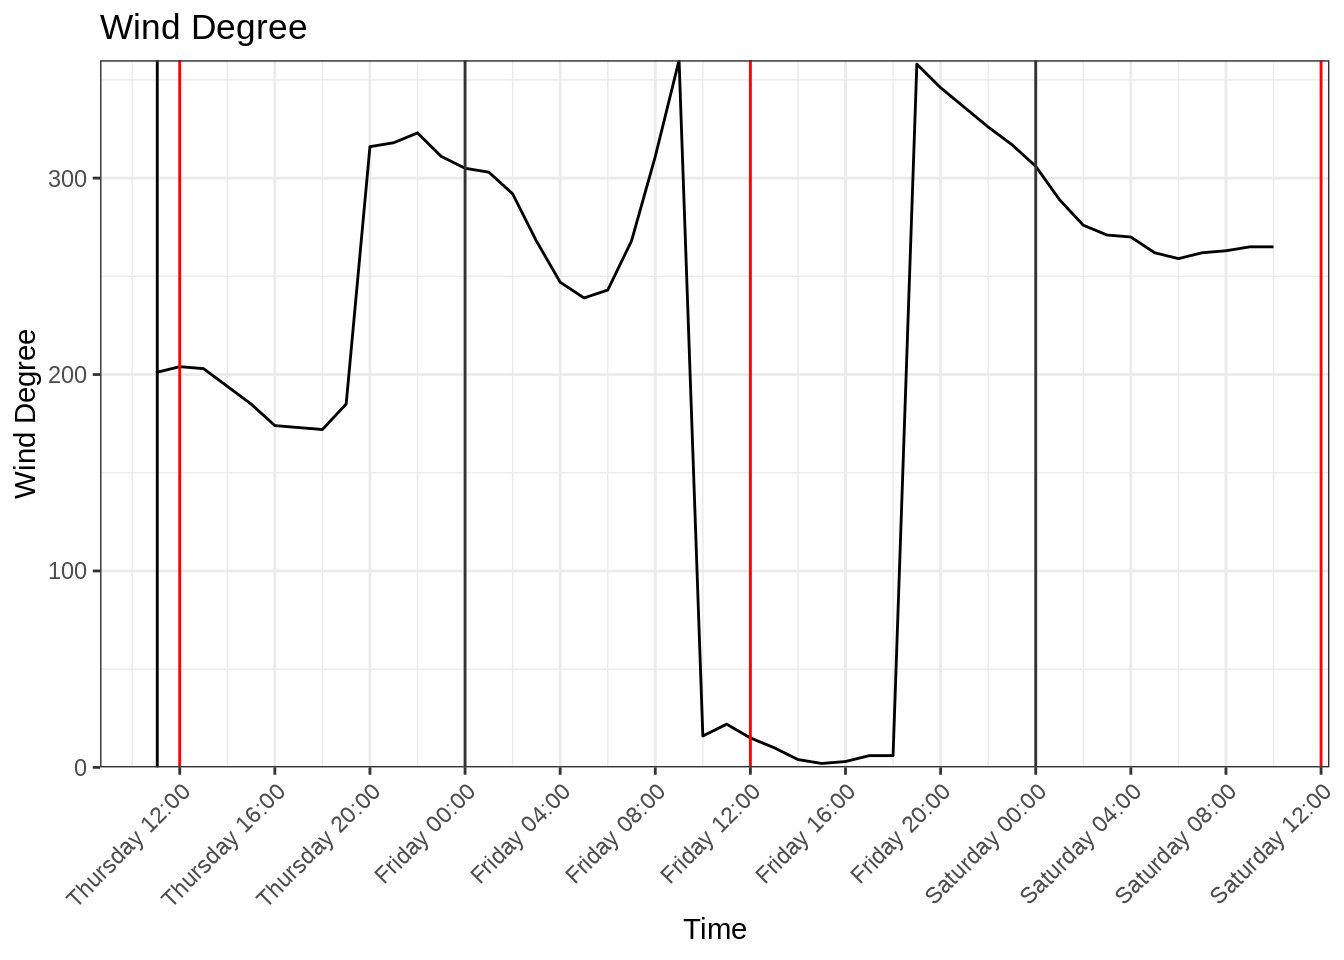 Wind Degree
Wind Degree
300
200
100
0
Thursday 12:00
Thursday 16:00
Thursday 20:00
Friday 00:00
Friday 04:00
Friday 08:00
Friday 12:00
Friday 16:00
Friday 20:00
Saturday 00:00
Saturday 04:00
Saturday 08:00
Saturday 12:00
Time